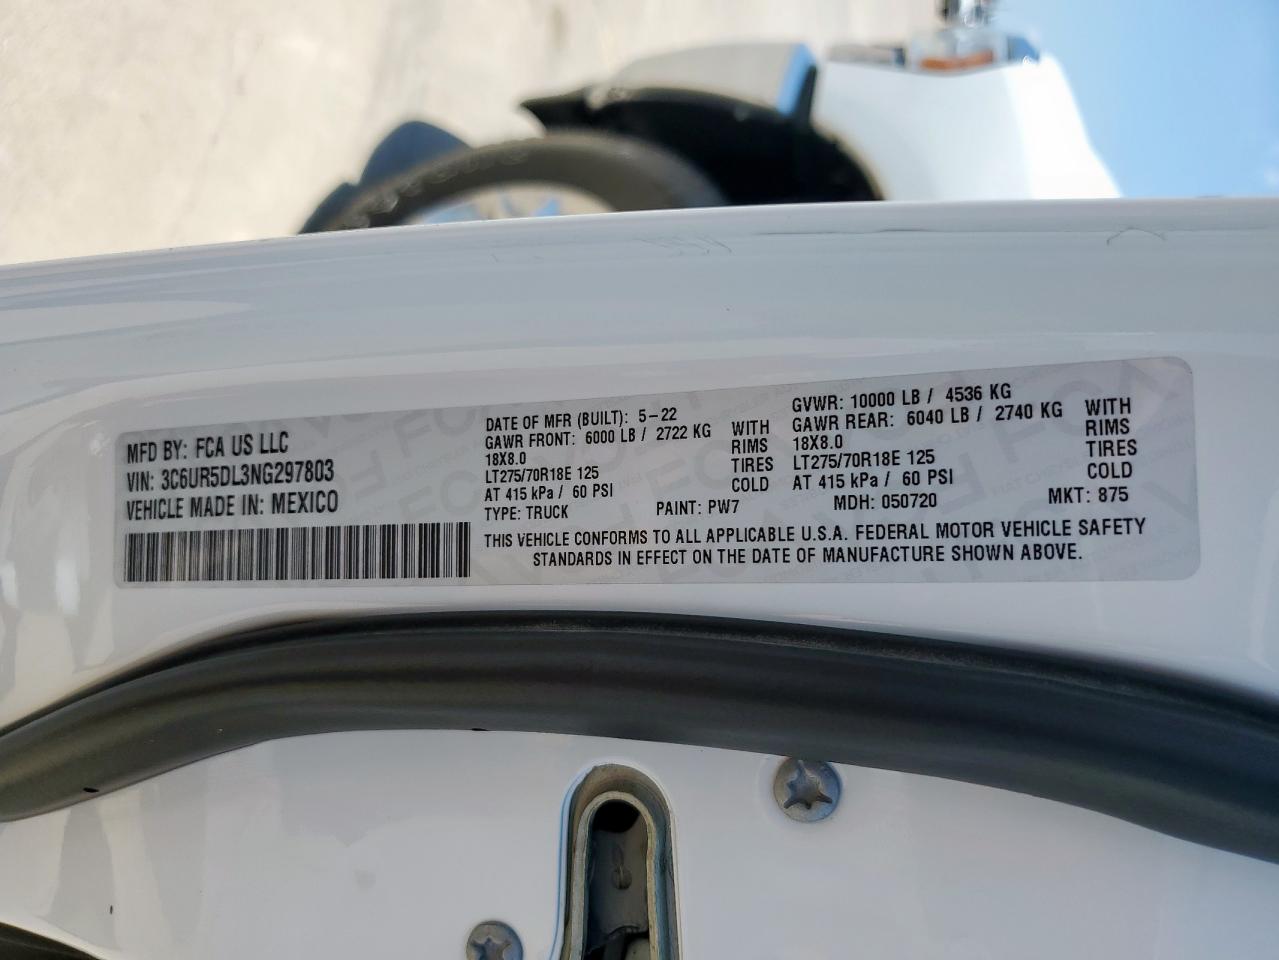 MFD BY: FCA US LLC
VIN: 3C6UR5DL3NG297803
VEHICLE MADE IN: MEXICO
DATE OF MFR (BUILT): 5-22
GAWR FRONT: 6000 LB / 2722 KG WITH
18X8.0 RIMS
LT275/70R18E 125 TIRES
AT 415 kPa / 60 PSI COLD
GVWR: 10000 LB / 4536 KG
GAWR REAR: 6040 LB / 2740 KG WITH
18X8.0 RIMS
LT275/70R18E 125 TIRES
AT 415 kPa / 60 PSI COLD
TYPE: TRUCK PAINT: PW7 MDH: 050720 MKT: 875
THIS VEHICLE CONFORMS TO ALL APPLICABLE U.S.A. FEDERAL MOTOR VEHICLE SAFETY
STANDARDS IN EFFECT ON THE DATE OF MANUFACTURE SHOWN ABOVE.